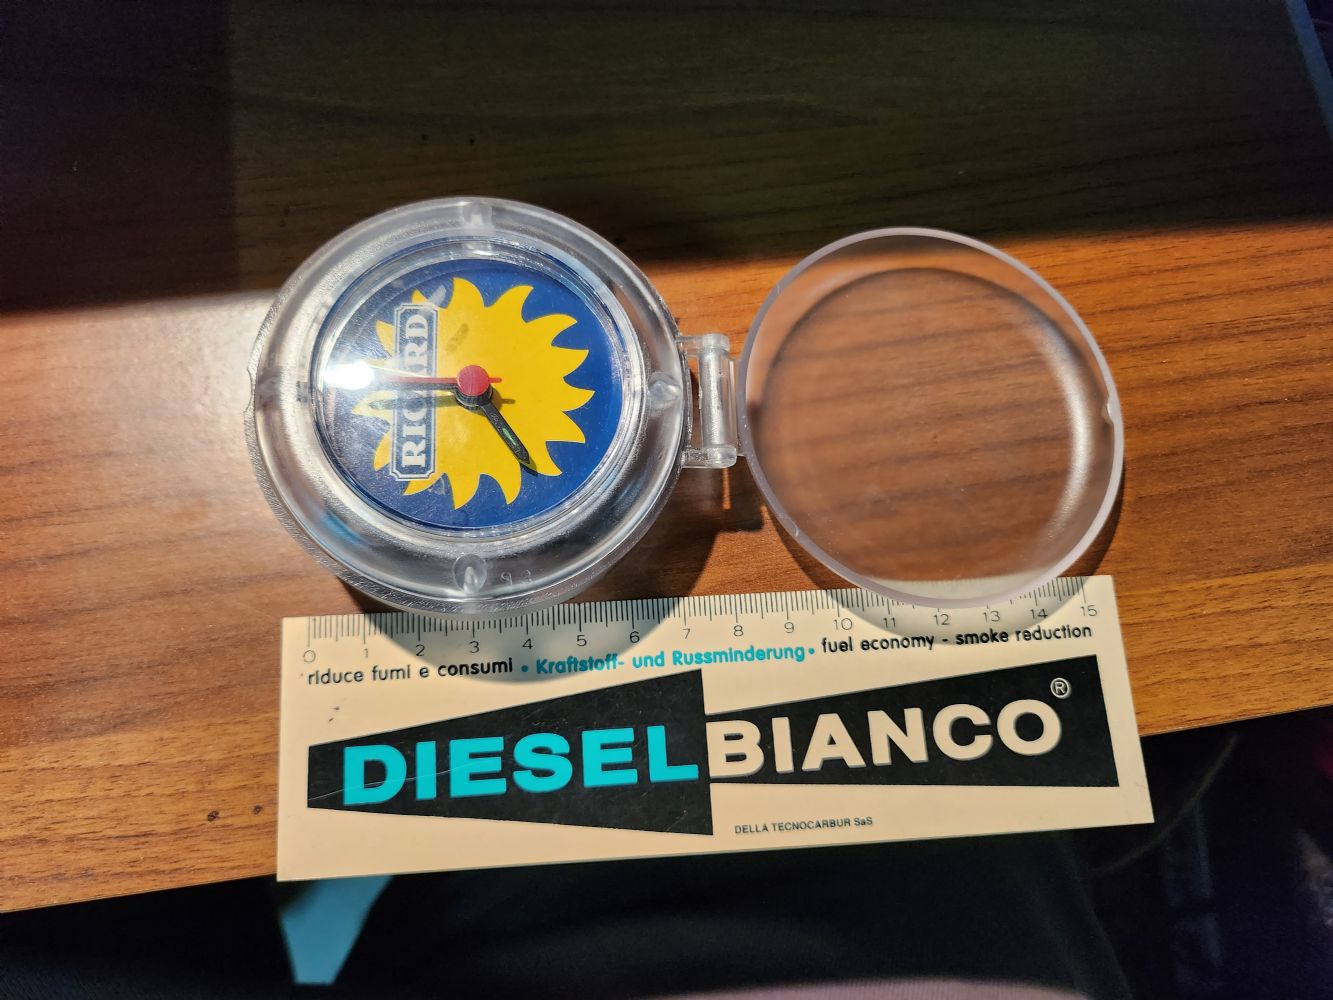 RICARD
0 1 2 3 4 5 6 7 8 9 10 11 12 13 14 15
riduce fumi e consumi • Kraftstoff- und Russminderung • fuel economy - smoke reduction
DIESELBIANCO®
DELLA TECNOCARBUR SaS